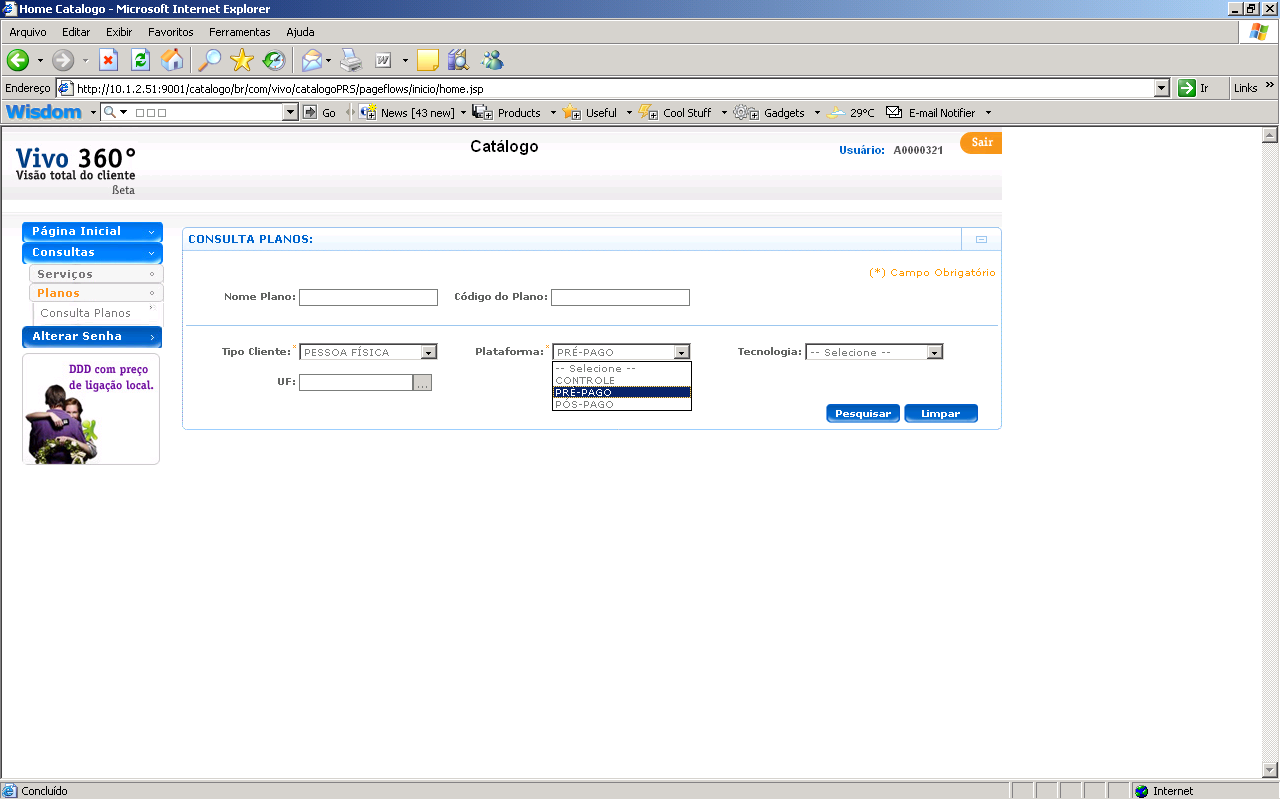 Home Catalogo - Microsoft Internet Explorer
Arquivo Editar Exibir Favoritos Ferramentas Ajuda
Endereço http://10.1.2.51:9001/catalogo/br/com/vivo/catalogoPRS/pageflows/inicio/home.jsp Ir Links »
Wisdom Go News [43 new] Products Useful Cool Stuff Gadgets 29°C E-mail Notifier
Vivo 360°
Visão total do cliente
ßeta
Catálogo
Usuário: A0000321
Sair
Página Inicial
Consultas
Serviços
Planos
Consulta Planos
Alterar Senha
DDD com preço
de ligação local.
CONSULTA PLANOS:
(*) Campo Obrigatório
Nome Plano: Código do Plano:
Tipo Cliente:* PESSOA FÍSICA Plataforma:* PRÉ-PAGO Tecnologia: -- Selecione --
UF: ...
-- Selecione --
CONTROLE
PRÉ-PAGO
PÓS-PAGO
Pesquisar Limpar
Concluído Internet